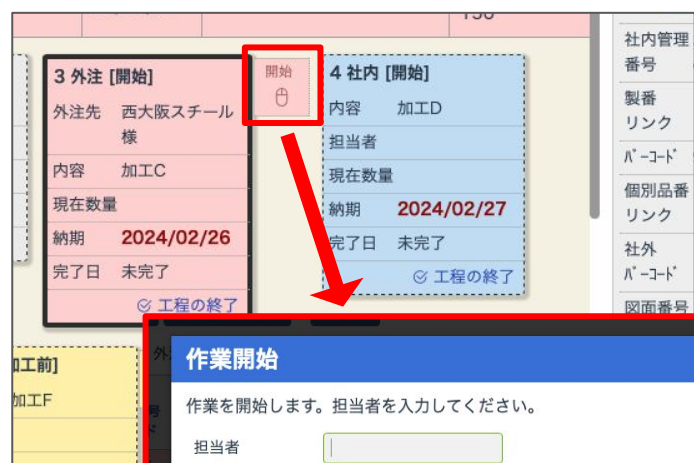 150
3 外注 [開始]
外注先 西大阪スチール
様
内容 加工C
現在数量
納期 2024/02/26
完了日 未完了
工程の終了
開始
4 社内 [開始]
内容 加工D
担当者
現在数量
納期 2024/02/27
完了日 未完了
工程の終了
社内管理
番号
製番
リンク
ﾊﾞｰｺｰﾄﾞ
個別品番
リンク
社外
ﾊﾞｰｺｰﾄﾞ
図面番号
加工前]
加工F
作業開始
作業を開始します。担当者を入力してください。
担当者